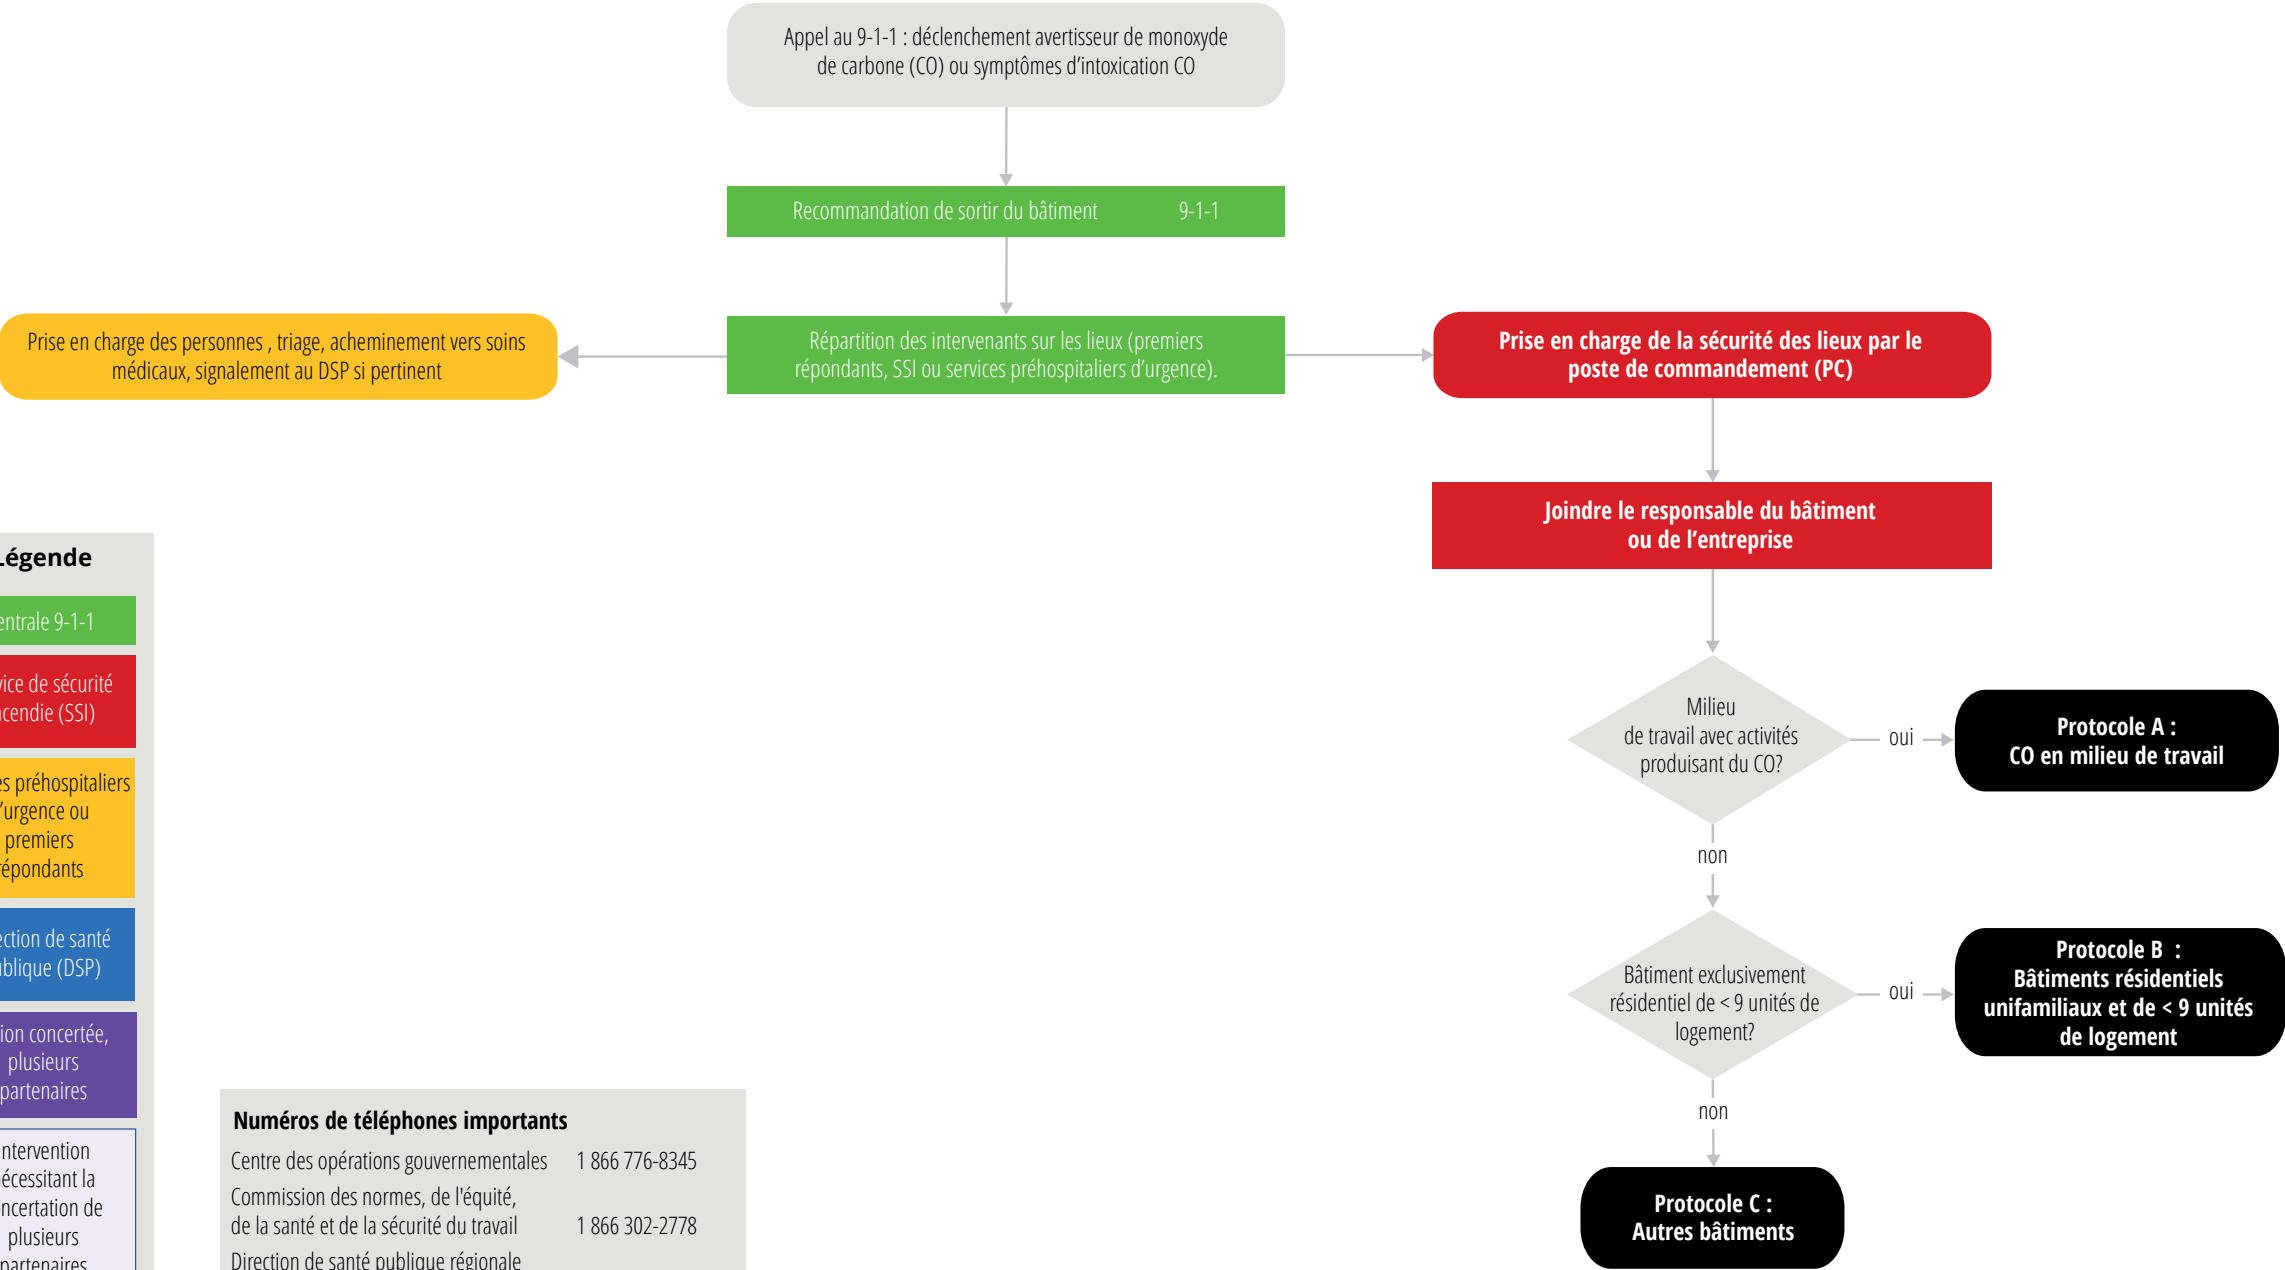 Appel au 9-1-1 : déclenchement avertisseur de monoxyde
de carbone (CO) ou symptômes d’intoxication CO
Recommandation de sortir du bâtiment 9-1-1
Répartition des intervenants sur les lieux (premiers
répondants, SSI ou services préhospitaliers d’urgence).
Prise en charge des personnes , triage, acheminement vers soins
médicaux, signalement au DSP si pertinent
Prise en charge de la sécurité des lieux par le
poste de commandement (PC)
Joindre le responsable du bâtiment
ou de l’entreprise
Milieu
de travail avec activités
produisant du CO?
oui
Protocole A :
CO en milieu de travail
non
Bâtiment exclusivement
résidentiel de < 9 unités de
logement?
oui
Protocole B :
Bâtiments résidentiels
unifamiliaux et de < 9 unités
de logement
non
Protocole C :
Autres bâtiments
Légende
entrale 9-1-1
vice de sécurité
ncendie (SSI)
es préhospitaliers
’urgence ou
premiers
répondants
ection de santé
ublique (DSP)
ion concertée,
plusieurs
partenaires
ntervention
écessitant la
ncertation de
plusieurs
partenaires
Numéros de téléphones importants
Centre des opérations gouvernementales 1 866 776-8345
Commission des normes, de l'équité,
de la santé et de la sécurité du travail 1 866 302-2778
Direction de santé publique régionale